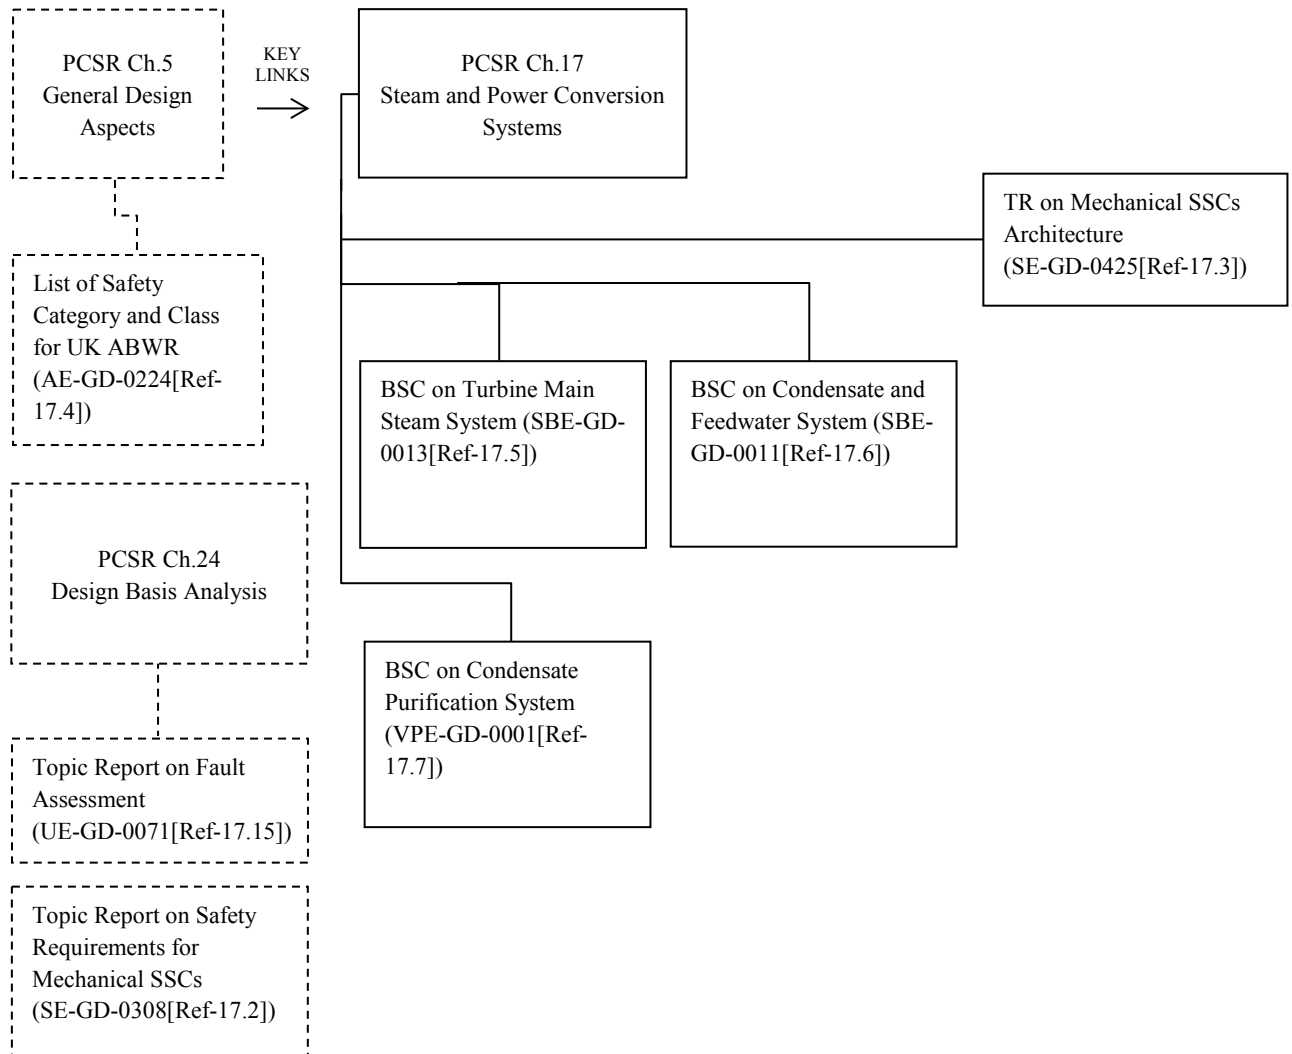 PCSR Ch.5
General Design
Aspects
KEY
LINKS
PCSR Ch.17
Steam and Power Conversion
Systems
TR on Mechanical SSCs
Architecture
(SE-GD-0425[Ref-17.3])
List of Safety
Category and Class
for UK ABWR
(AE-GD-0224[Ref-
17.4])
BSC on Turbine Main
Steam System (SBE-GD-
0013[Ref-17.5])
BSC on Condensate and
Feedwater System (SBE-
GD-0011[Ref-17.6])
PCSR Ch.24
Design Basis Analysis
BSC on Condensate
Purification System
(VPE-GD-0001[Ref-
17.7])
Topic Report on Fault
Assessment
(UE-GD-0071[Ref-17.15])
Topic Report on Safety
Requirements for
Mechanical SSCs
(SE-GD-0308[Ref-17.2])